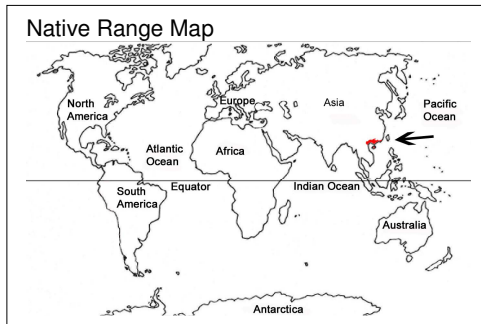 Native Range Map
North
America
Europe
Asia
Pacific
Ocean
Atlantic
Ocean
Africa
South
America
Equator
Indian Ocean
Australia
Antarctica